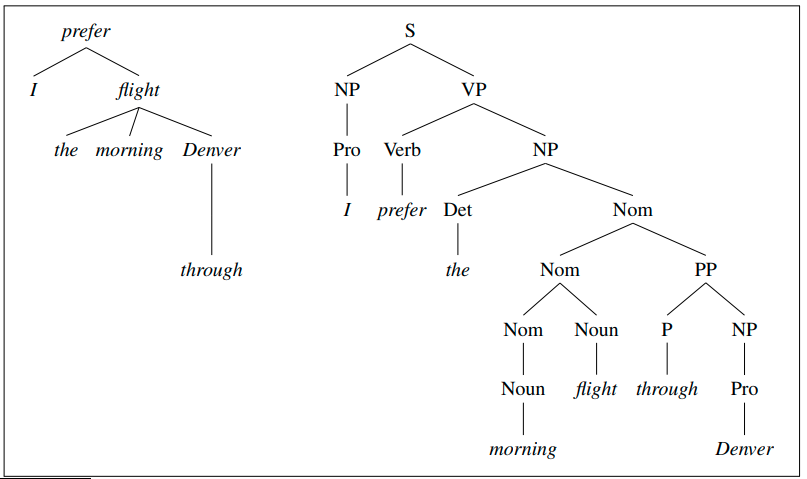 prefer S
I flight NP VP
the morning Denver Pro Verb NP
I prefer Det Nom
through the Nom PP
Nom Noun P NP
Noun flight through Pro
morning Denver